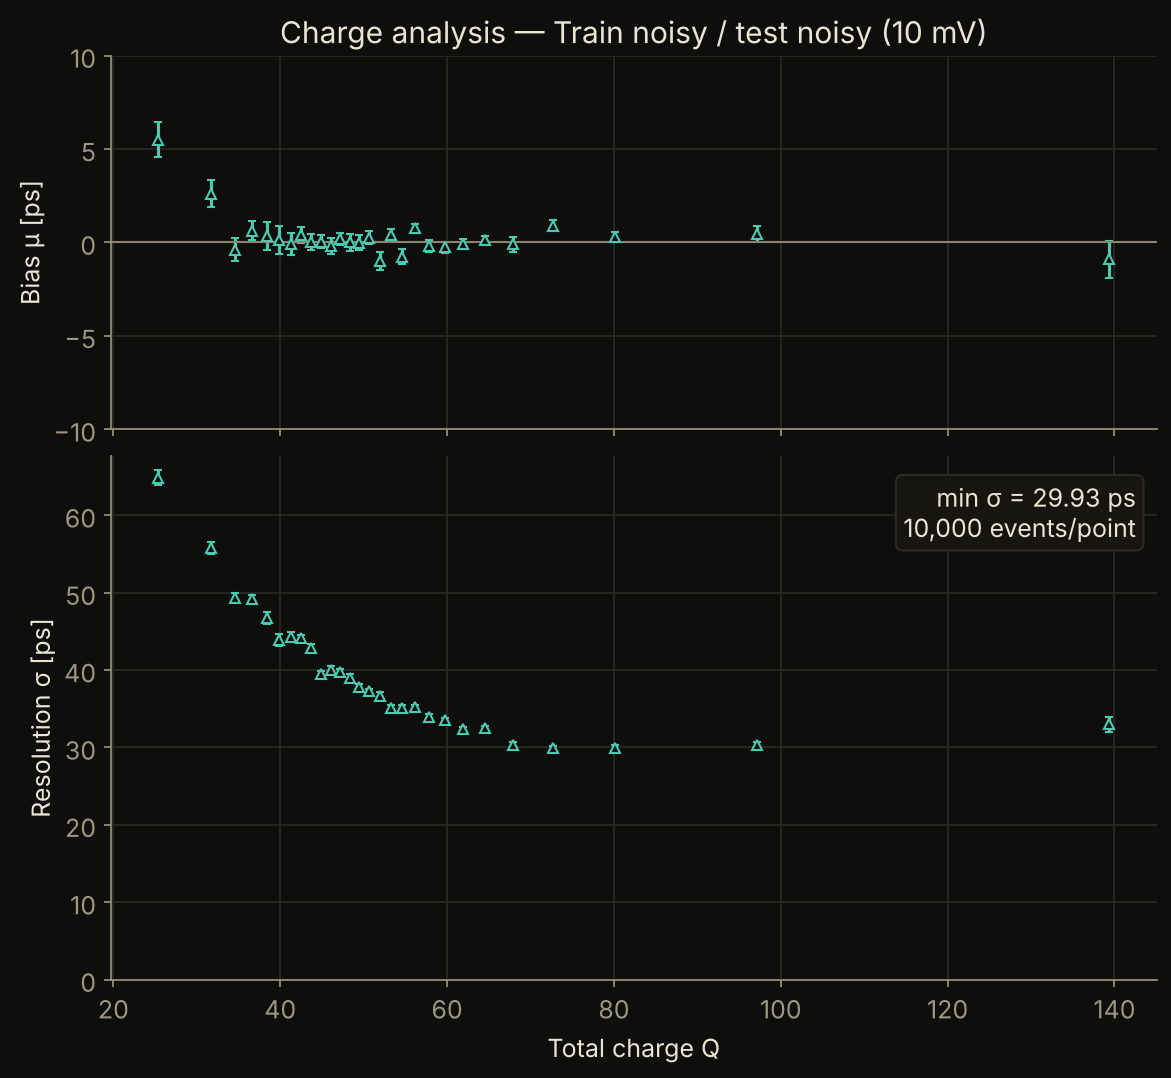 Charge analysis — Train noisy / test noisy (10 mV)
10
5
0
−5
−10
Bias μ [ps]
min σ = 29.93 ps
10,000 events/point
60
50
40
30
20
10
0
Resolution σ [ps]
20 40 60 80 100 120 140
Total charge Q